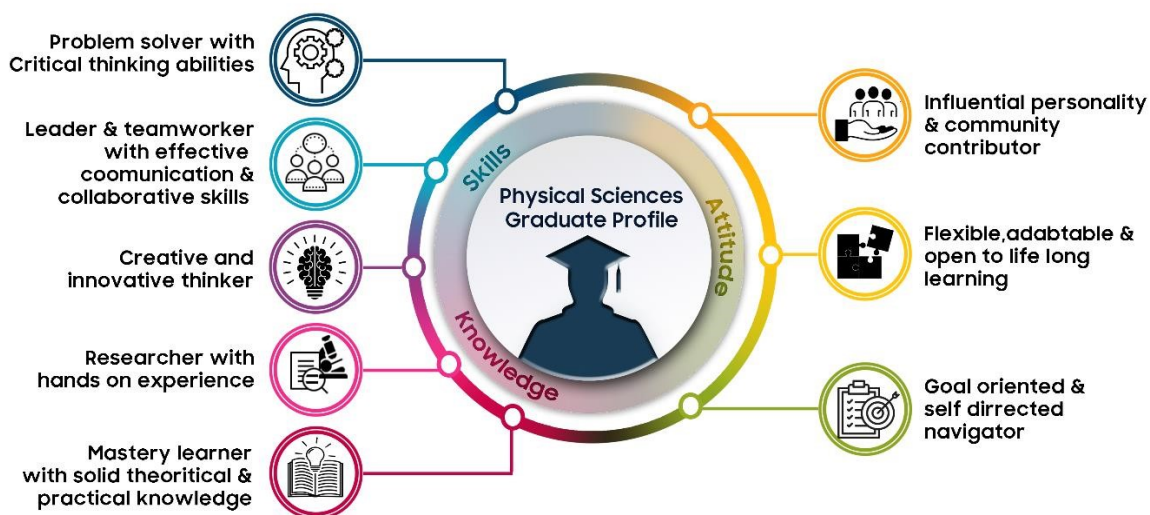 Problem solver with
Critical thinking abilities
Leader & teamworker
with effective
coomunication &
collaborative skills
Creative and
innovative thinker
Researcher with
hands on experience
Mastery learner
with solid theoritical &
practical knowledge
Skills
Knowledge
Attitude
Physical Sciences
Graduate Profile
Influential personality
& community
contributor
Flexible,adabtable &
open to life long
learning
Goal oriented &
self dirrected
navigator